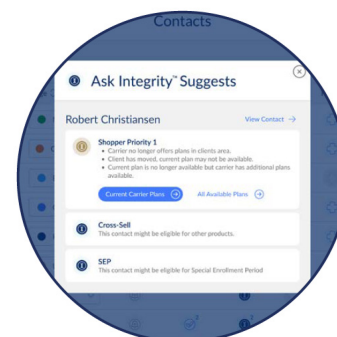 Contacts
Ask Integrity™ Suggests
Robert Christiansen
View Contact →
Shopper Priority 1
• Carrier no longer offers plans in clients area.
• Client has moved, current plan may not be available.
• Current plan is no longer available but carrier has additional plans
available.
Current Carrier Plans
All Available Plans
Cross-Sell
This contact might be eligible for other products.
SEP
This contact might be eligible for Special Enrollment Period